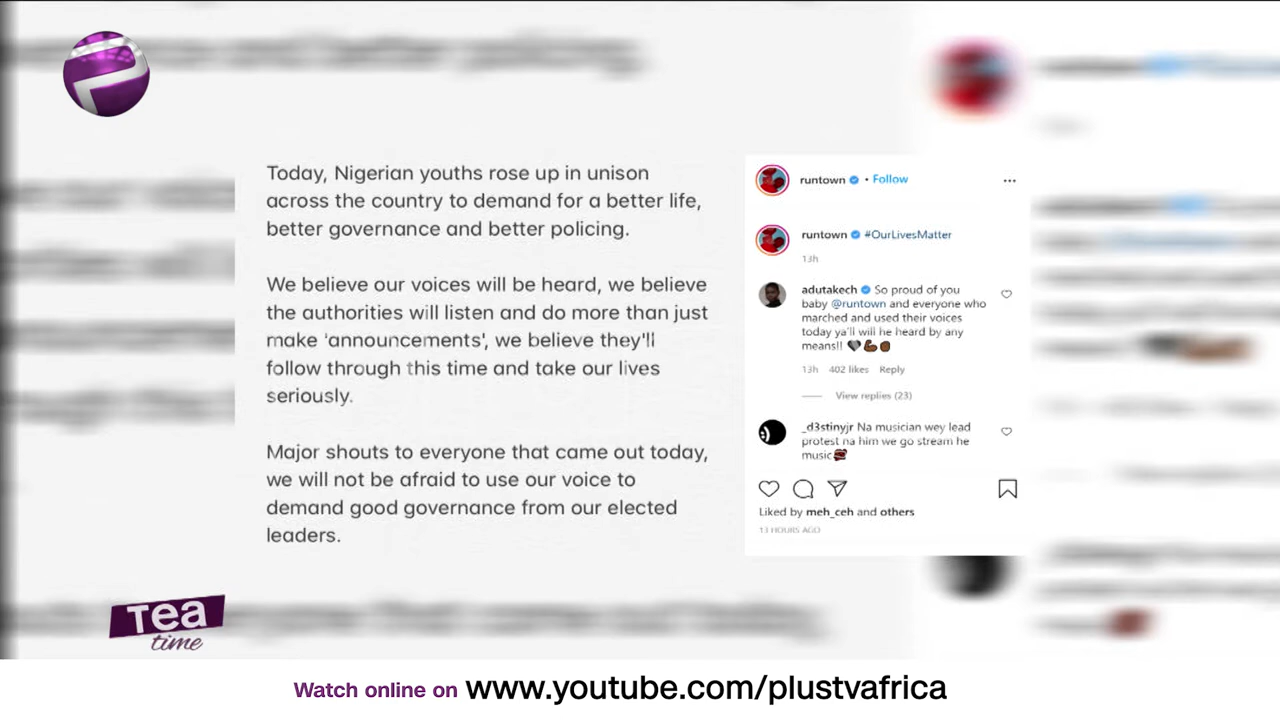 Today, Nigerian youths rose up in unison
across the country to demand for a better life,
better governance and better policing.
We believe our voices will be heard, we believe
the authorities will listen and do more than just
make 'announcements', we believe they'll
follow through this time and take our lives
seriously.
Major shouts to everyone that came out today,
we will not be afraid to use our voice to
demand good governance from our elected
leaders.
runtown • Follow
runtown #OurLivesMatter
13h
adutakech So proud of you
baby @runtown and everyone who
marched and used their voices
today ya'll will he heard by any
means!! 🖤💪🏾✊🏾
13h 402 likes Reply
View replies (23)
_d3stinyjr Na musician wey lead
protest na him we go stream he
music
Liked by meh_ceh and others
13 HOURS AGO
Tea
time
Watch online on www.youtube.com/plustvafrica